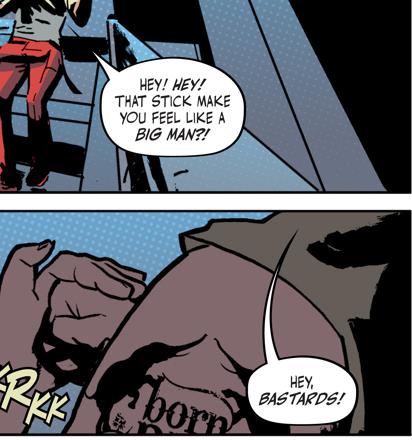 HEY! HEY!
THAT STICK MAKE
YOU FEEL LIKE A
BIG MAN?!
RKK
born
HEY,
BASTARDS!